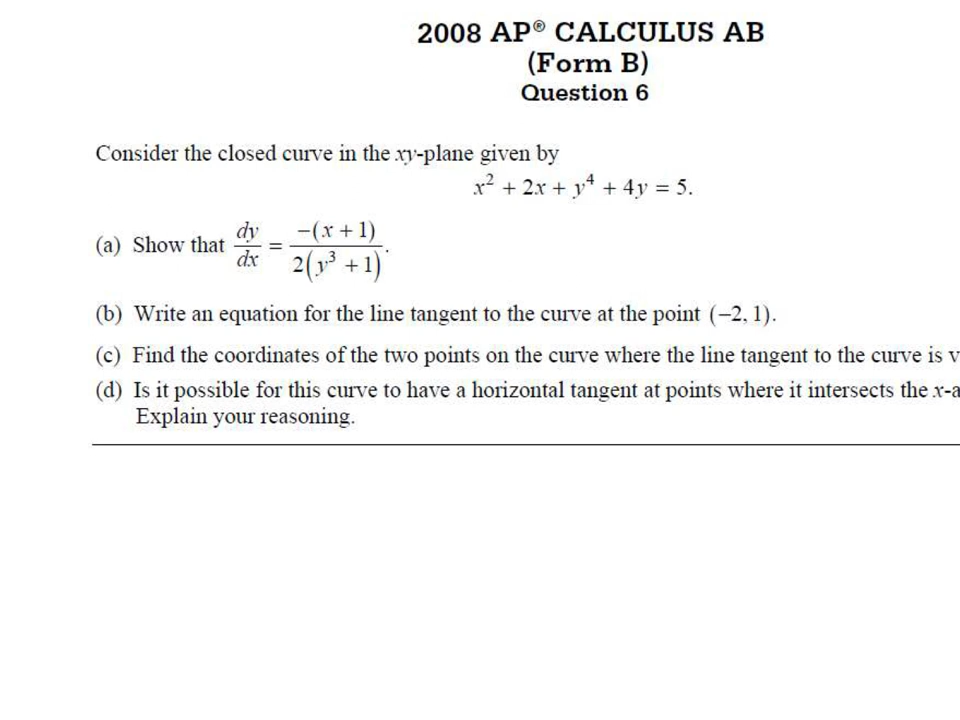 2008 AP® CALCULUS AB
(Form B)
Question 6
Consider the closed curve in the xy-plane given by
x² + 2x + y⁴ + 4y = 5.
(a) Show that dy/dx = -(x + 1) / 2(y³ + 1).
(b) Write an equation for the line tangent to the curve at the point (−2, 1).
(c) Find the coordinates of the two points on the curve where the line tangent to the curve is v
(d) Is it possible for this curve to have a horizontal tangent at points where it intersects the x-a
Explain your reasoning.